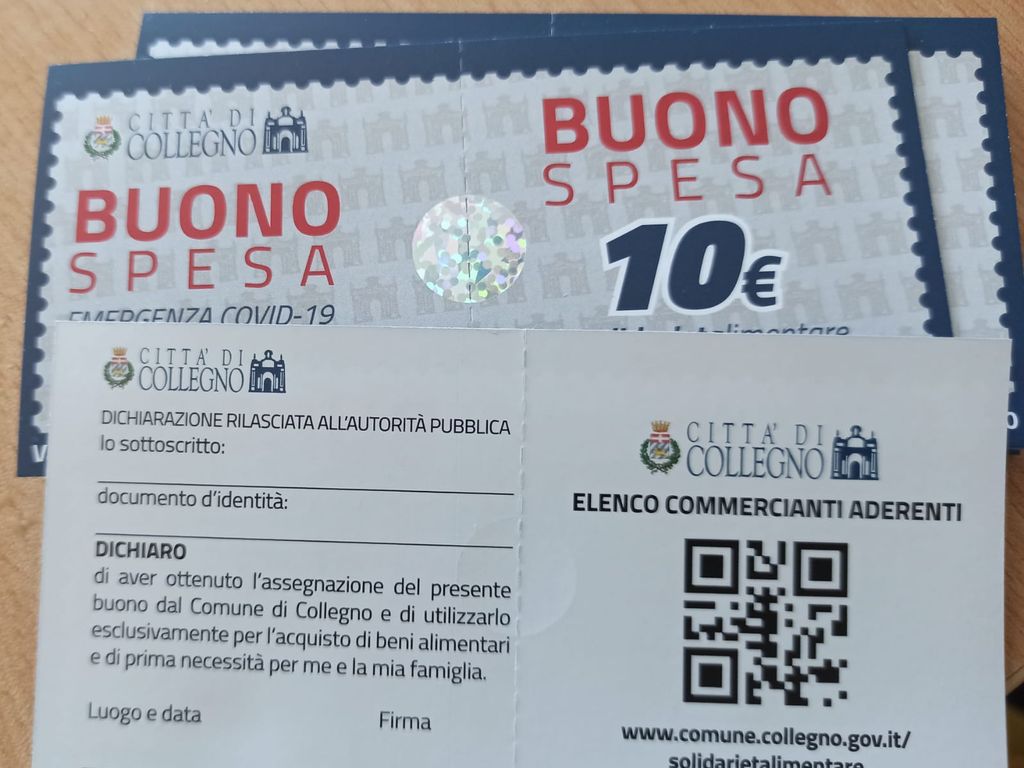 CITTA' DI
COLLEGNO
BUONO
SPESA
EMERGENZA COVID-19
BUONO
SPESA
10€
alimentare
CITTA' DI
COLLEGNO
DICHIARAZIONE RILASCIATA ALL'AUTORITÀ PUBBLICA
Io sottoscritto:
documento d'identità:
DICHIARO
di aver ottenuto l'assegnazione del presente
buono dal Comune di Collegno e di utilizzarlo
esclusivamente per l'acquisto di beni alimentari
e di prima necessità per me e la mia famiglia.
Luogo e data Firma
CITTA' DI
COLLEGNO
ELENCO COMMERCIANTI ADERENTI
www.comune.collegno.gov.it/
solidarietalimentare